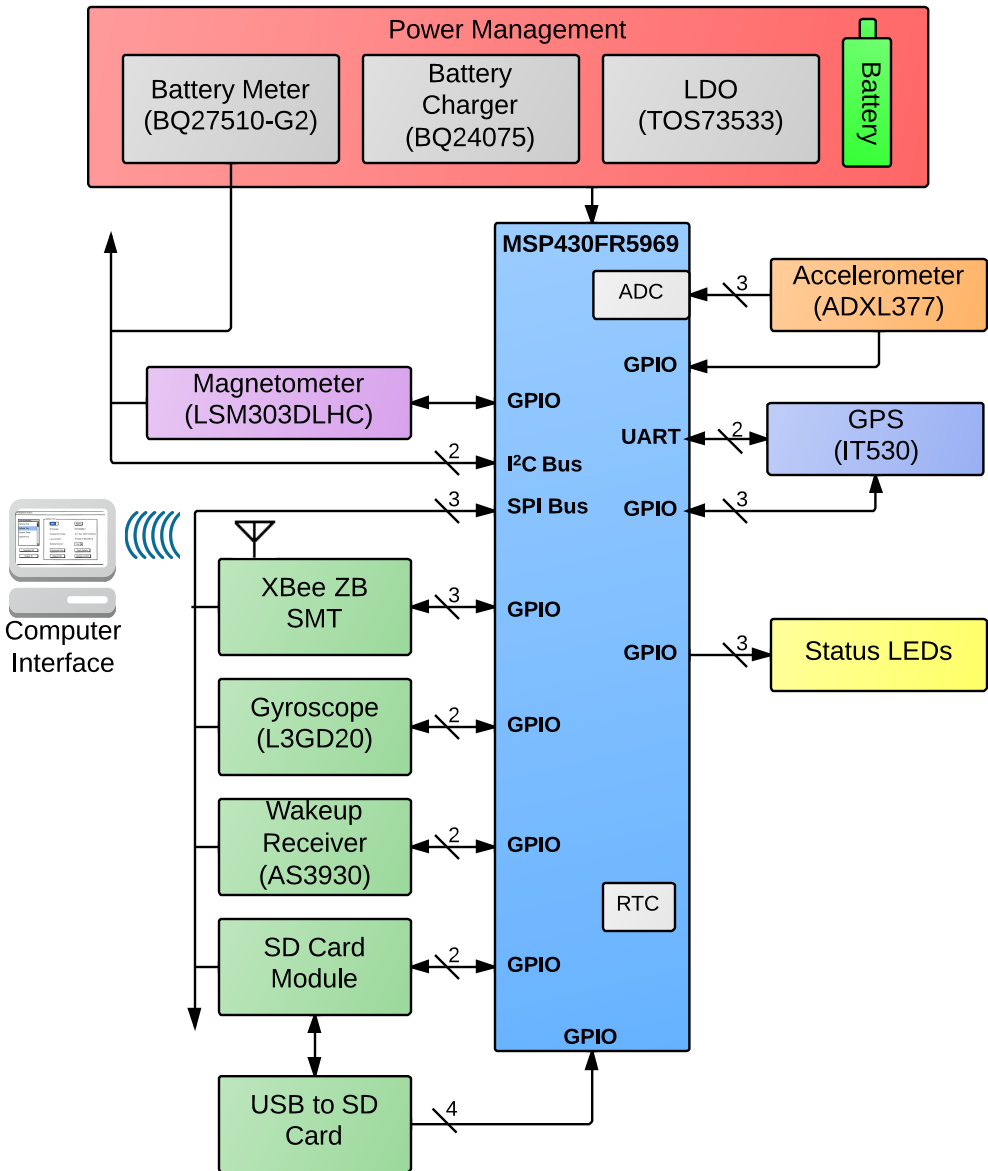 Power Management
Battery Meter
(BQ27510-G2)
Battery
Charger
(BQ24075)
LDO
(TOS73533)
Battery
MSP430FR5969
ADC
3
Accelerometer
(ADXL377)
GPIO
Magnetometer
(LSM303DLHC)
GPIO
UART
2
GPS
(IT530)
2
I²C Bus
3
SPI Bus
GPIO
3
Computer
Interface
XBee ZB
SMT
3
GPIO
GPIO
3
Status LEDs
Gyroscope
(L3GD20)
2
GPIO
Wakeup
Receiver
(AS3930)
2
GPIO
RTC
SD Card
Module
2
GPIO
GPIO
USB to SD
Card
4